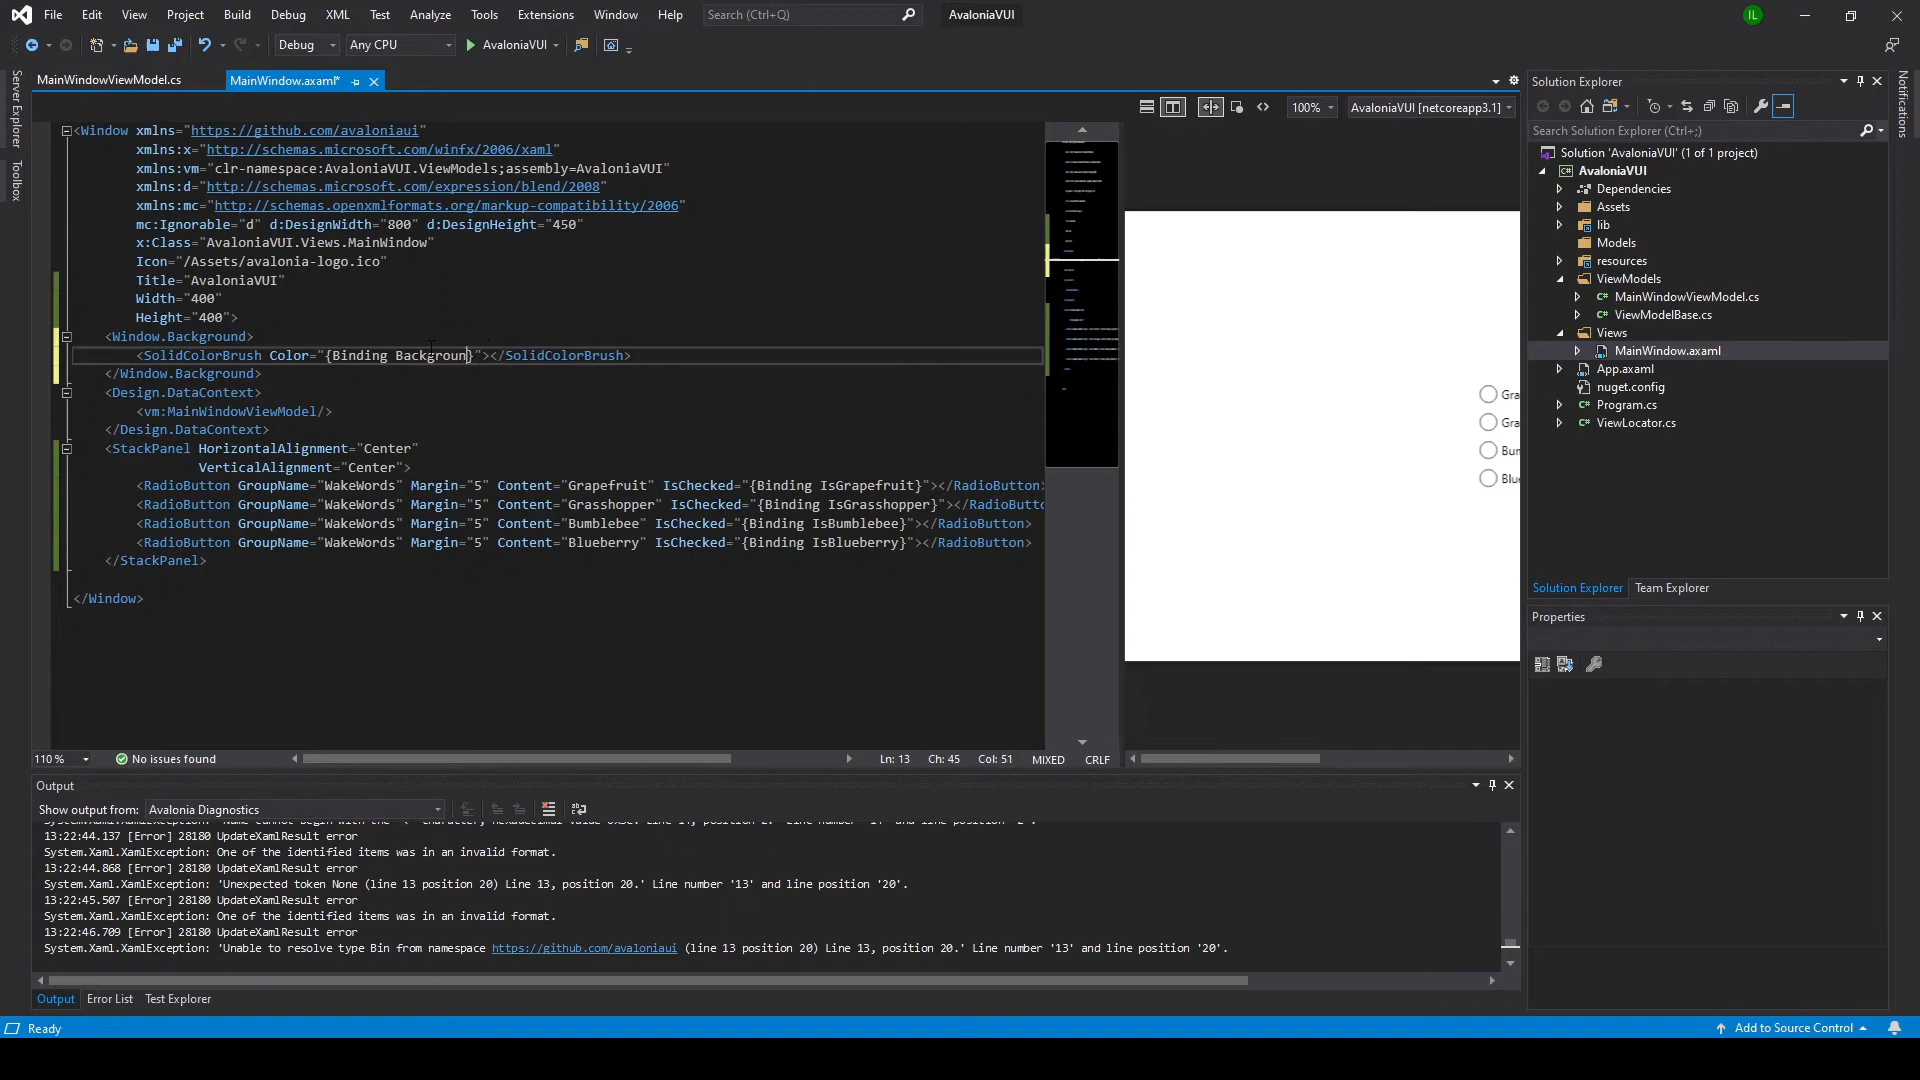 File Edit View Project Build Debug XML Test Analyze Tools Extensions Window Help Search (Ctrl+Q) AvaloniaVUI IL
Debug Any CPU AvaloniaVUI
Server Explorer
Toolbox
Notifications
MainWindowViewModel.cs MainWindow.axaml*
100% AvaloniaVUI [netcoreapp3.1]
<Window xmlns="https://github.com/avaloniaui"
xmlns:x="http://schemas.microsoft.com/winfx/2006/xaml"
xmlns:vm="clr-namespace:AvaloniaVUI.ViewModels;assembly=AvaloniaVUI"
xmlns:d="http://schemas.microsoft.com/expression/blend/2008"
xmlns:mc="http://schemas.openxmlformats.org/markup-compatibility/2006"
mc:Ignorable="d" d:DesignWidth="800" d:DesignHeight="450"
x:Class="AvaloniaVUI.Views.MainWindow"
Icon="/Assets/avalonia-logo.ico"
Title="AvaloniaVUI"
Width="400"
Height="400">
<Window.Background>
<SolidColorBrush Color="{Binding Backgroun}"></SolidColorBrush>
</Window.Background>
<Design.DataContext>
<vm:MainWindowViewModel/>
</Design.DataContext>
<StackPanel HorizontalAlignment="Center"
VerticalAlignment="Center">
<RadioButton GroupName="WakeWords" Margin="5" Content="Grapefruit" IsChecked="{Binding IsGrapefruit}"></RadioButton>
<RadioButton GroupName="WakeWords" Margin="5" Content="Grasshopper" IsChecked="{Binding IsGrasshopper}"></RadioButto
<RadioButton GroupName="WakeWords" Margin="5" Content="Bumblebee" IsChecked="{Binding IsBumblebee}"></RadioButton>
<RadioButton GroupName="WakeWords" Margin="5" Content="Blueberry" IsChecked="{Binding IsBlueberry}"></RadioButton>
</StackPanel>
</Window>
Gra
Gra
Bum
Blue
110 % No issues found Ln: 13 Ch: 45 Col: 51 MIXED CRLF
Solution Explorer
Search Solution Explorer (Ctrl+;)
Solution 'AvaloniaVUI' (1 of 1 project)
AvaloniaVUI
Dependencies
Assets
lib
Models
resources
ViewModels
MainWindowViewModel.cs
ViewModelBase.cs
Views
MainWindow.axaml
App.axaml
nuget.config
Program.cs
ViewLocator.cs
Solution Explorer Team Explorer
Properties
Output
Show output from: Avalonia Diagnostics
13:22:44.137 [Error] 28180 UpdateXamlResult error
System.Xaml.XamlException: One of the identified items was in an invalid format.
13:22:44.868 [Error] 28180 UpdateXamlResult error
System.Xaml.XamlException: 'Unexpected token None (line 13 position 20) Line 13, position 20.' Line number '13' and line position '20'.
13:22:45.507 [Error] 28180 UpdateXamlResult error
System.Xaml.XamlException: One of the identified items was in an invalid format.
13:22:46.709 [Error] 28180 UpdateXamlResult error
System.Xaml.XamlException: 'Unable to resolve type Bin from namespace https://github.com/avaloniaui (line 13 position 20) Line 13, position 20.' Line number '13' and line position '20'.
Output Error List Test Explorer
Ready Add to Source Control